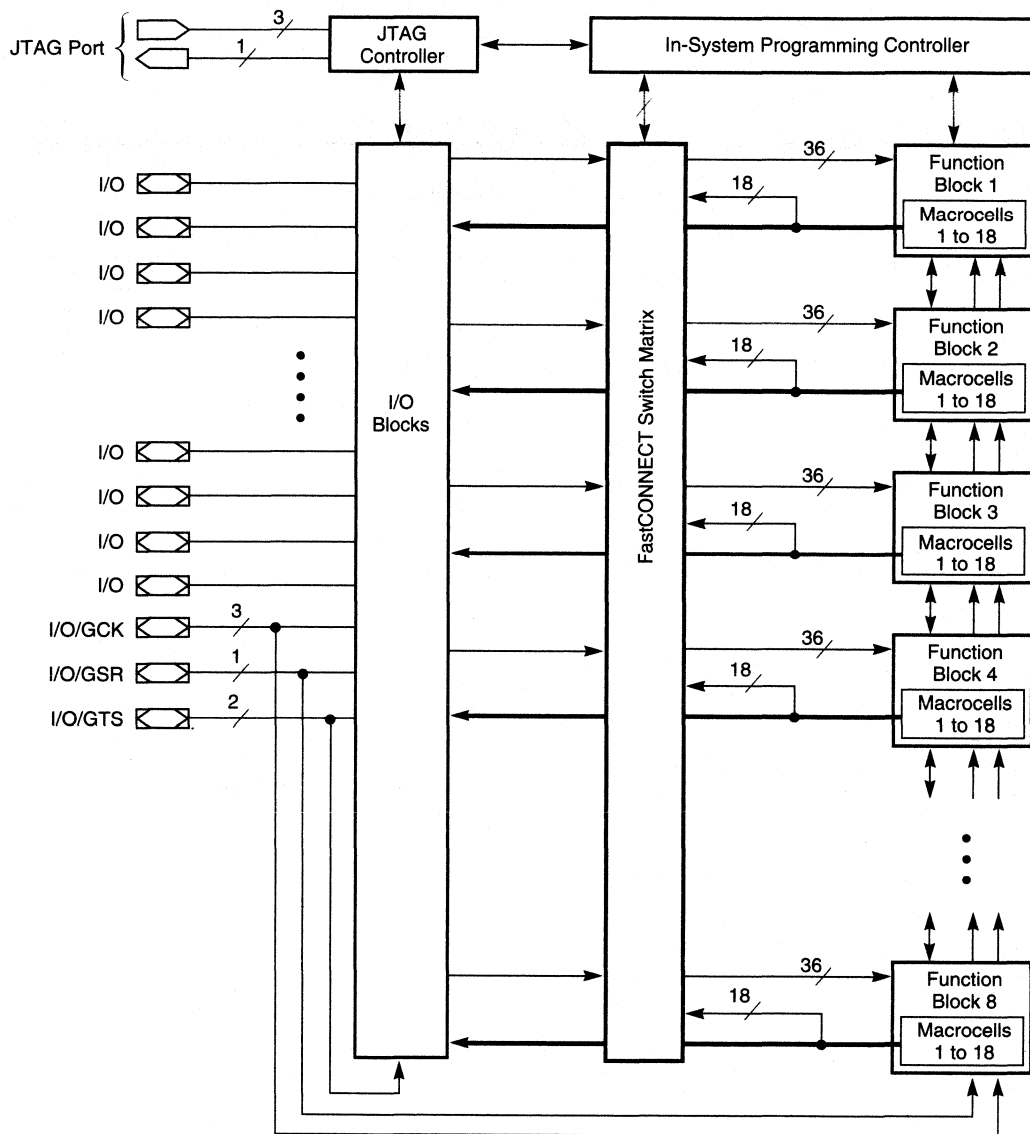 JTAG Port
3
1
JTAG
Controller
In-System Programming Controller
I/O
I/O
I/O
I/O
I/O
I/O
I/O
I/O
I/O/GCK
3
I/O/GSR
1
I/O/GTS
2
I/O
Blocks
FastCONNECT Switch Matrix
36
18
Function
Block 1
Macrocells
1 to 18
36
18
Function
Block 2
Macrocells
1 to 18
36
18
Function
Block 3
Macrocells
1 to 18
36
18
Function
Block 4
Macrocells
1 to 18
36
18
Function
Block 8
Macrocells
1 to 18